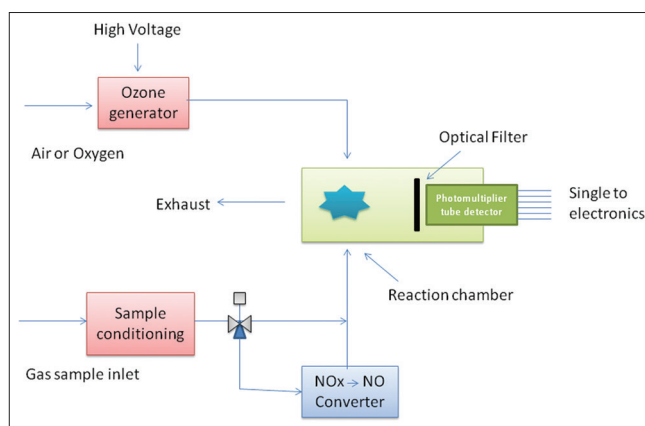 High Voltage
Ozone
generator
Air or Oxygen
Optical Filter
Exhaust
Photomultiplier
tube detector
Single to
electronics
Reaction chamber
Sample
conditioning
Gas sample inlet
NOx → NO
Converter